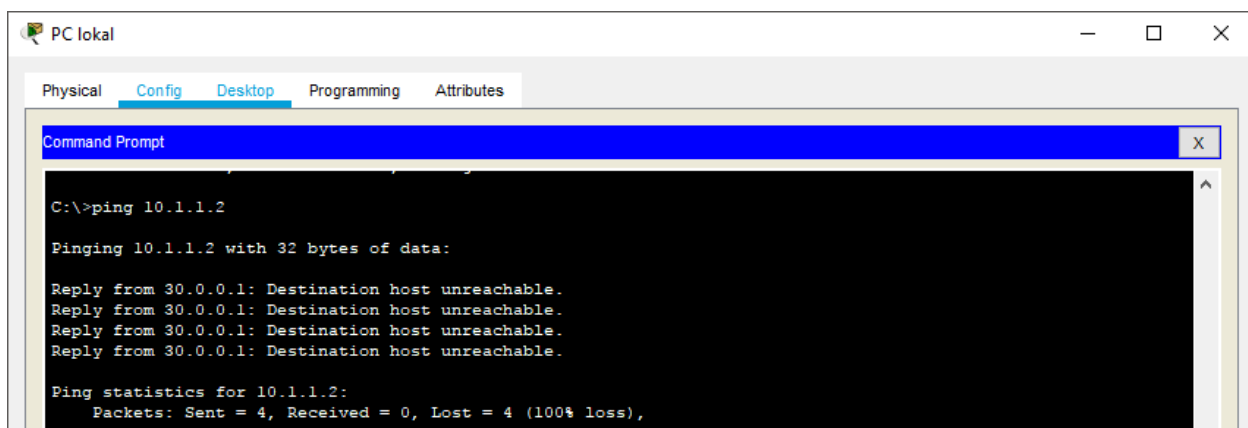 PC lokal
Physical Config Desktop Programming Attributes
Command Prompt
X
C:\>ping 10.1.1.2
Pinging 10.1.1.2 with 32 bytes of data:
Reply from 30.0.0.1: Destination host unreachable.
Reply from 30.0.0.1: Destination host unreachable.
Reply from 30.0.0.1: Destination host unreachable.
Reply from 30.0.0.1: Destination host unreachable.
Ping statistics for 10.1.1.2:
Packets: Sent = 4, Received = 0, Lost = 4 (100% loss),